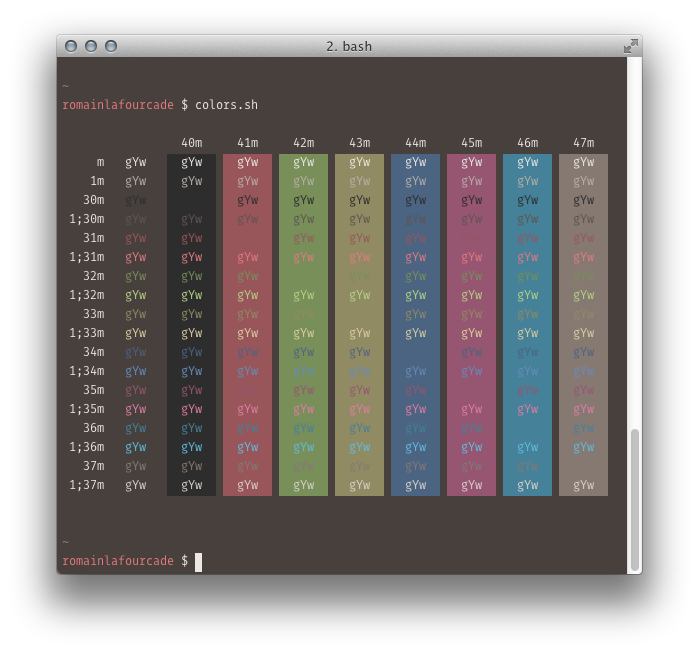 2. bash
~
romainlafourcade $ colors.sh
40m 41m 42m 43m 44m 45m 46m 47m
m gYw gYw gYw gYw gYw gYw gYw gYw gYw
1m gYw gYw gYw gYw gYw gYw gYw gYw gYw
30m gYw gYw gYw gYw gYw gYw gYw gYw
1;30m gYw gYw gYw gYw gYw gYw gYw gYw gYw
31m gYw gYw gYw gYw gYw gYw gYw gYw
1;31m gYw gYw gYw gYw gYw gYw gYw gYw gYw
32m gYw gYw gYw gYw gYw gYw gYw gYw
1;32m gYw gYw gYw gYw gYw gYw gYw gYw gYw
33m gYw gYw gYw gYw gYw gYw gYw gYw
1;33m gYw gYw gYw gYw gYw gYw gYw gYw gYw
34m gYw gYw gYw gYw gYw gYw gYw gYw
1;34m gYw gYw gYw gYw gYw gYw gYw gYw gYw
35m gYw gYw gYw gYw gYw gYw gYw gYw
1;35m gYw gYw gYw gYw gYw gYw gYw gYw gYw
36m gYw gYw gYw gYw gYw gYw gYw gYw
1;36m gYw gYw gYw gYw gYw gYw gYw gYw gYw
37m gYw gYw gYw gYw gYw gYw gYw gYw
1;37m gYw gYw gYw gYw gYw gYw gYw gYw gYw
~
romainlafourcade $